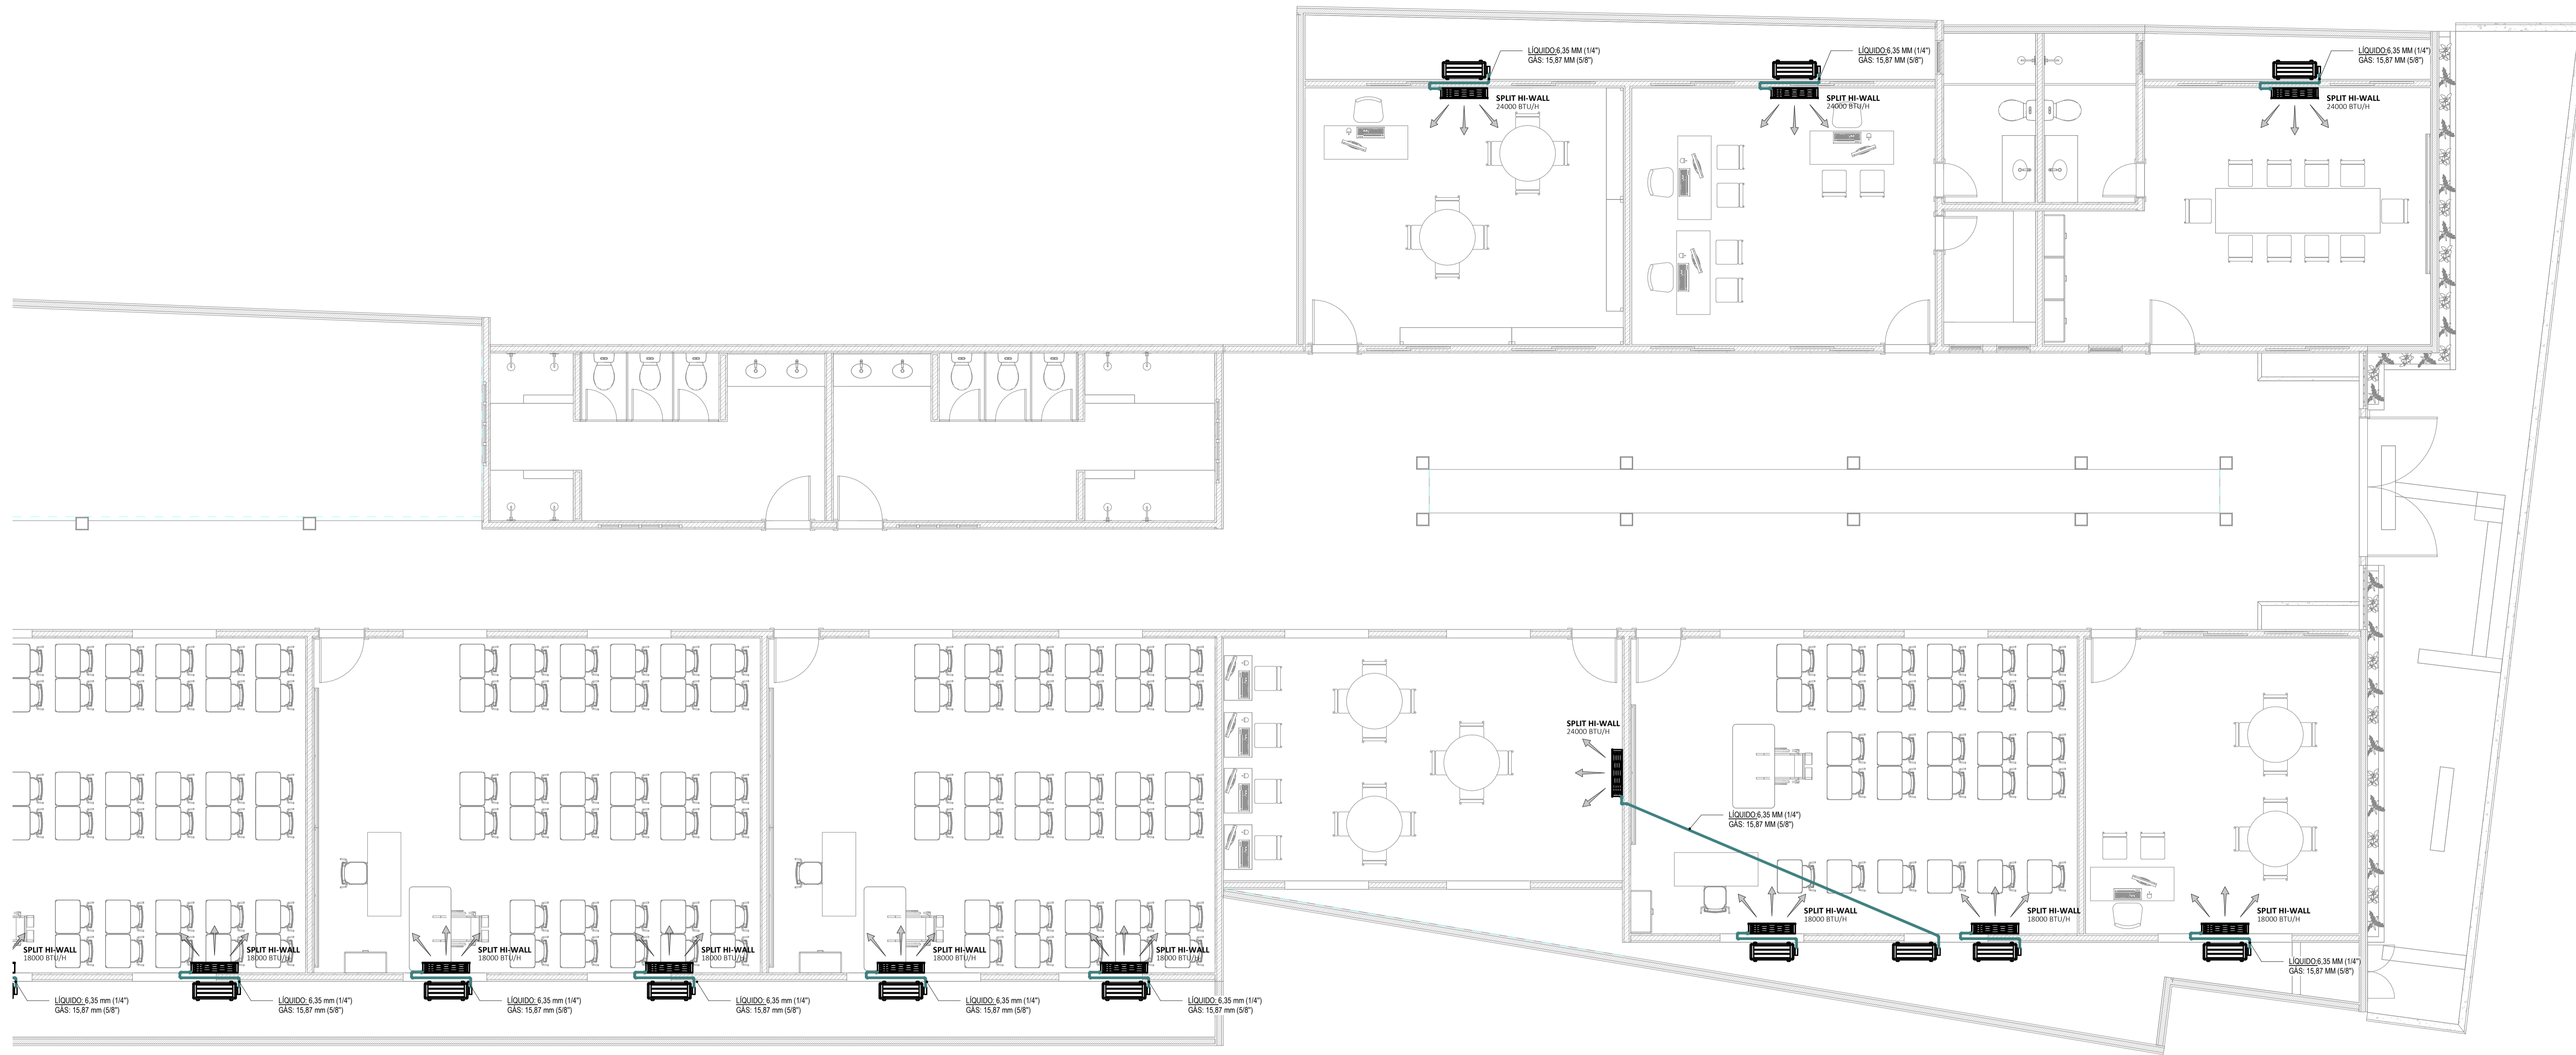 LÍQUIDO:6,35 MM (1/4")
GÁS: 15,87 MM (5/8")
SPLIT HI-WALL
24000 BTU/H
LÍQUIDO:6,35 MM (1/4")
GÁS: 15,87 MM (5/8")
SPLIT HI-WALL
24000 BTU/H
LÍQUIDO:6,35 MM (1/4")
GÁS: 15,87 MM (5/8")
SPLIT HI-WALL
24000 BTU/H
SPLIT HI-WALL
24000 BTU/H
LÍQUIDO:6,35 MM (1/4")
GÁS: 15,87 MM (5/8")
SPLIT HI-WALL
18000 BTU/H
SPLIT HI-WALL
18000 BTU/H
SPLIT HI-WALL
18000 BTU/H
LÍQUIDO:6,35 MM (1/4")
GÁS: 15,87 MM (5/8")
SPLIT HI-WALL
18000 BTU/H
SPLIT HI-WALL
18000 BTU/H
SPLIT HI-WALL
18000 BTU/H
SPLIT HI-WALL
18000 BTU/H
SPLIT HI-WALL
18000 BTU/H
SPLIT HI-WALL
18000 BTU/H
LÍQUIDO: 6,35 mm (1/4")
GÁS: 15,87 mm (5/8")
LÍQUIDO: 6,35 mm (1/4")
GÁS: 15,87 mm (5/8")
LÍQUIDO: 6,35 mm (1/4")
GÁS: 15,87 mm (5/8")
LÍQUIDO: 6,35 mm (1/4")
GÁS: 15,87 mm (5/8")
LÍQUIDO: 6,35 mm (1/4")
GÁS: 15,87 mm (5/8")
LÍQUIDO: 6,35 mm (1/4")
GÁS: 15,87 mm (5/8")